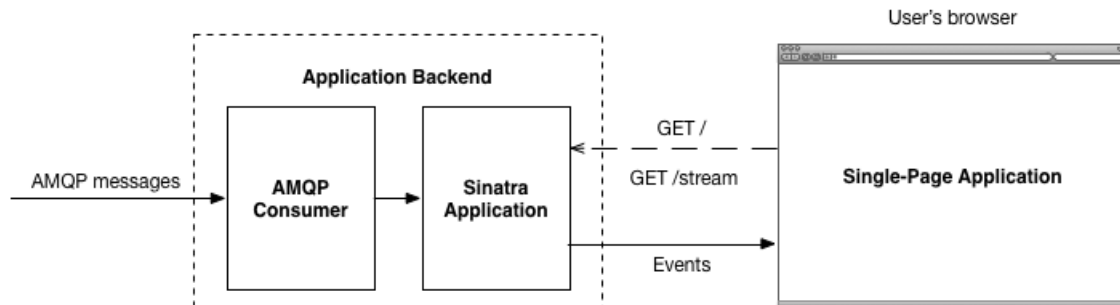 User's browser
Application Backend
AMQP messages
AMQP
Consumer
Sinatra
Application
GET /
GET /stream
Events
Single-Page Application